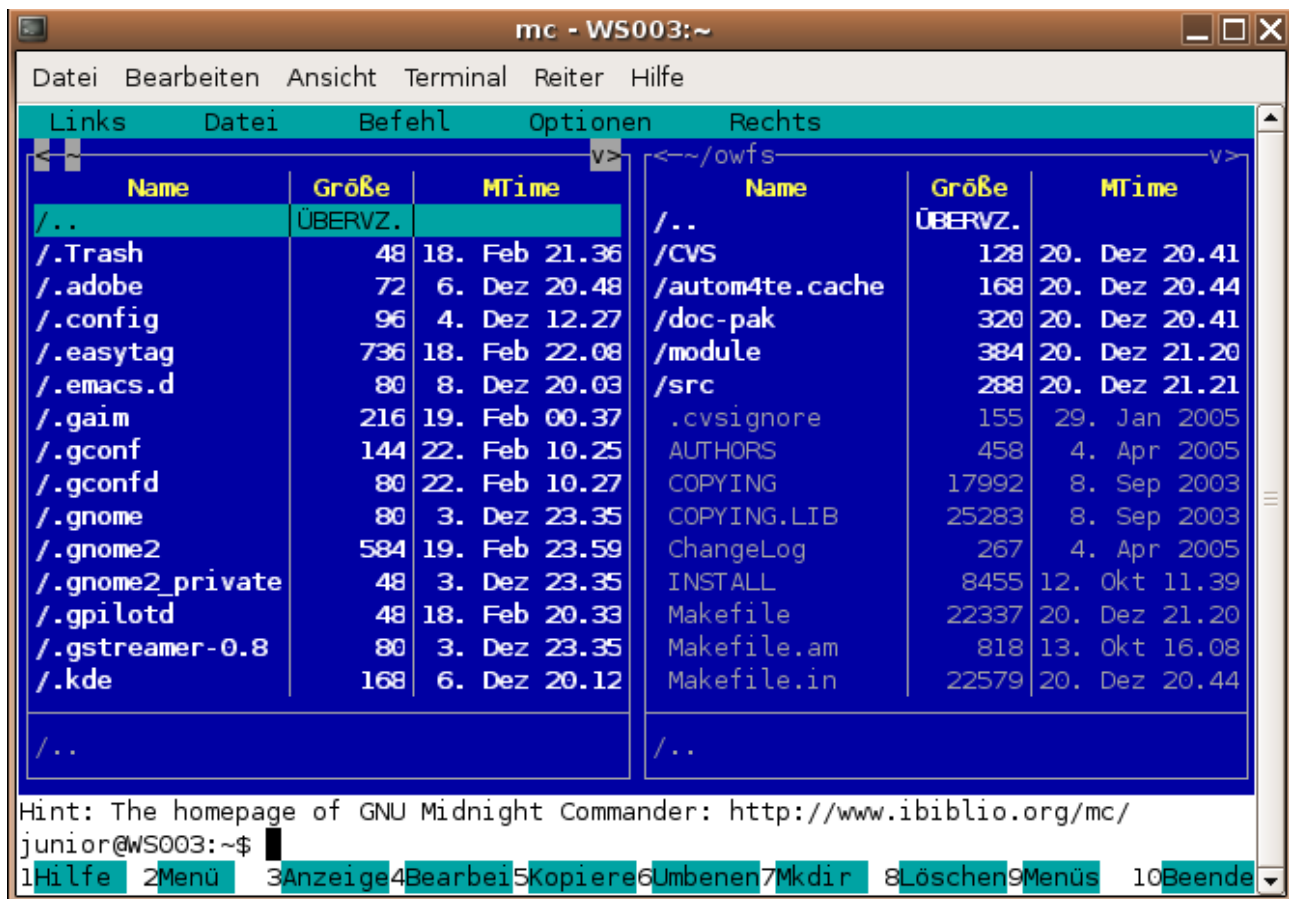 mc - WS003:~
Datei Bearbeiten Ansicht Terminal Reiter Hilfe
Links Datei Befehl Optionen Rechts
< ~ v> <—~/owfs v>
Name Größe MTime Name Größe MTime
/.. ÜBERVZ. /.. ÜBERVZ.
/.Trash 48 18. Feb 21.36 /CVS 128 20. Dez 20.41
/.adobe 72 6. Dez 20.48 /autom4te.cache 168 20. Dez 20.44
/.config 96 4. Dez 12.27 /doc-pak 320 20. Dez 20.41
/.easytag 736 18. Feb 22.08 /module 384 20. Dez 21.20
/.emacs.d 80 8. Dez 20.03 /src 288 20. Dez 21.21
/.gaim 216 19. Feb 00.37 .cvsignore 155 29. Jan 2005
/.gconf 144 22. Feb 10.25 AUTHORS 458 4. Apr 2005
/.gconfd 80 22. Feb 10.27 COPYING 17992 8. Sep 2003
/.gnome 80 3. Dez 23.35 COPYING.LIB 25283 8. Sep 2003
/.gnome2 584 19. Feb 23.59 ChangeLog 267 4. Apr 2005
/.gnome2_private 48 3. Dez 23.35 INSTALL 8455 12. Okt 11.39
/.gpilotd 48 18. Feb 20.33 Makefile 22337 20. Dez 21.20
/.gstreamer-0.8 80 3. Dez 23.35 Makefile.am 818 13. Okt 16.08
/.kde 168 6. Dez 20.12 Makefile.in 22579 20. Dez 20.44
/.. /..
Hint: The homepage of GNU Midnight Commander: http://www.ibiblio.org/mc/
junior@WS003:~$
1Hilfe 2Menü 3Anzeige4Bearbei5Kopiere6Umbenen7Mkdir 8Löschen9Menüs 10Beende